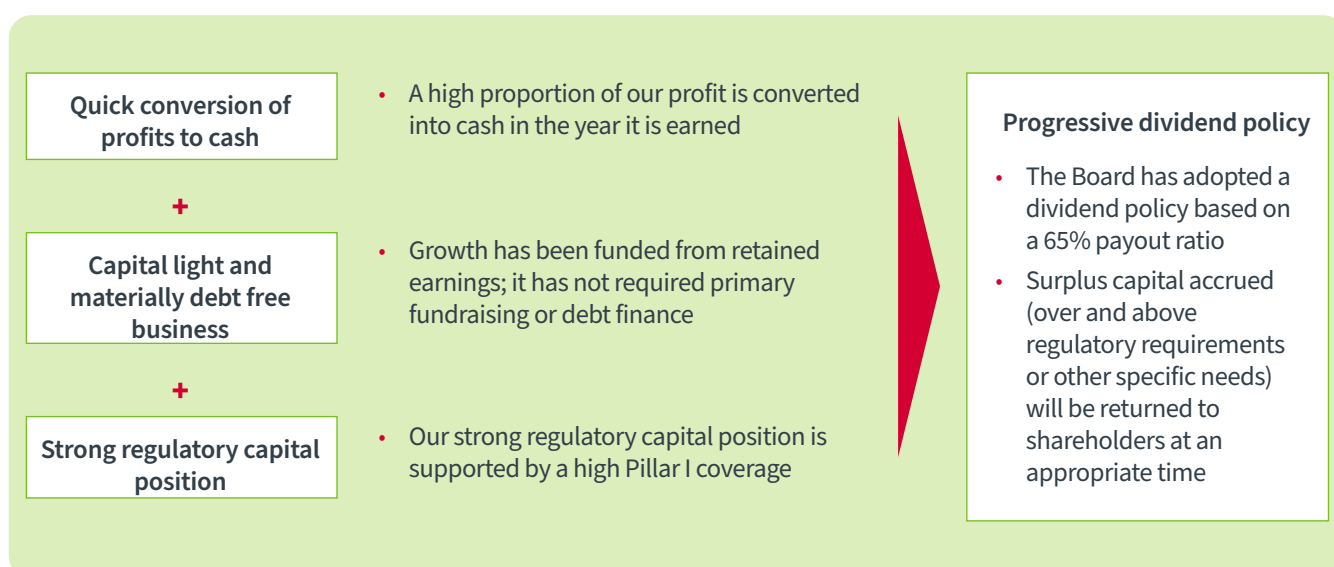 Quick conversion of
profits to cash
• A high proportion of our profit is converted
into cash in the year it is earned
+
Capital light and
materially debt free
business
• Growth has been funded from retained
earnings; it has not required primary
fundraising or debt finance
+
Strong regulatory capital
position
• Our strong regulatory capital position is
supported by a high Pillar I coverage
Progressive dividend policy
• The Board has adopted a
dividend policy based on
a 65% payout ratio
• Surplus capital accrued
(over and above
regulatory requirements
or other specific needs)
will be returned to
shareholders at an
appropriate time